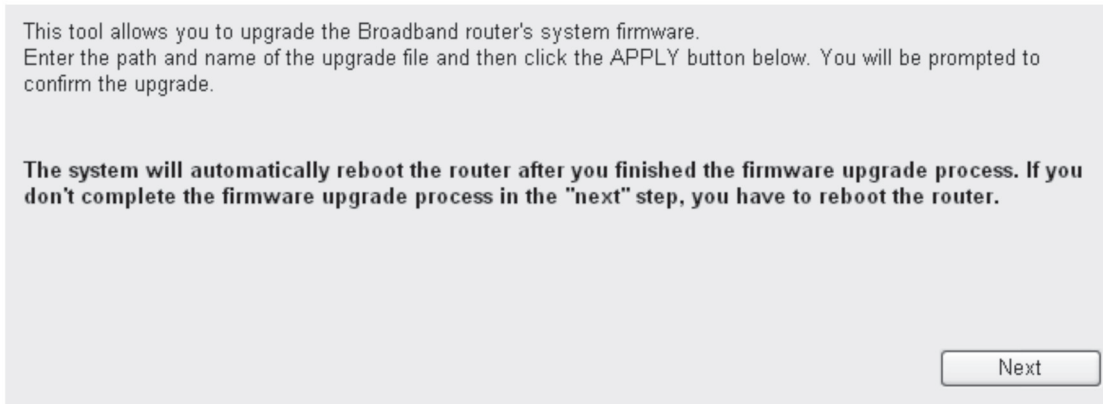 This tool allows you to upgrade the Broadband router's system firmware.
Enter the path and name of the upgrade file and then click the APPLY button below. You will be prompted to
confirm the upgrade.
The system will automatically reboot the router after you finished the firmware upgrade process. If you
don't complete the firmware upgrade process in the "next" step, you have to reboot the router.
Next